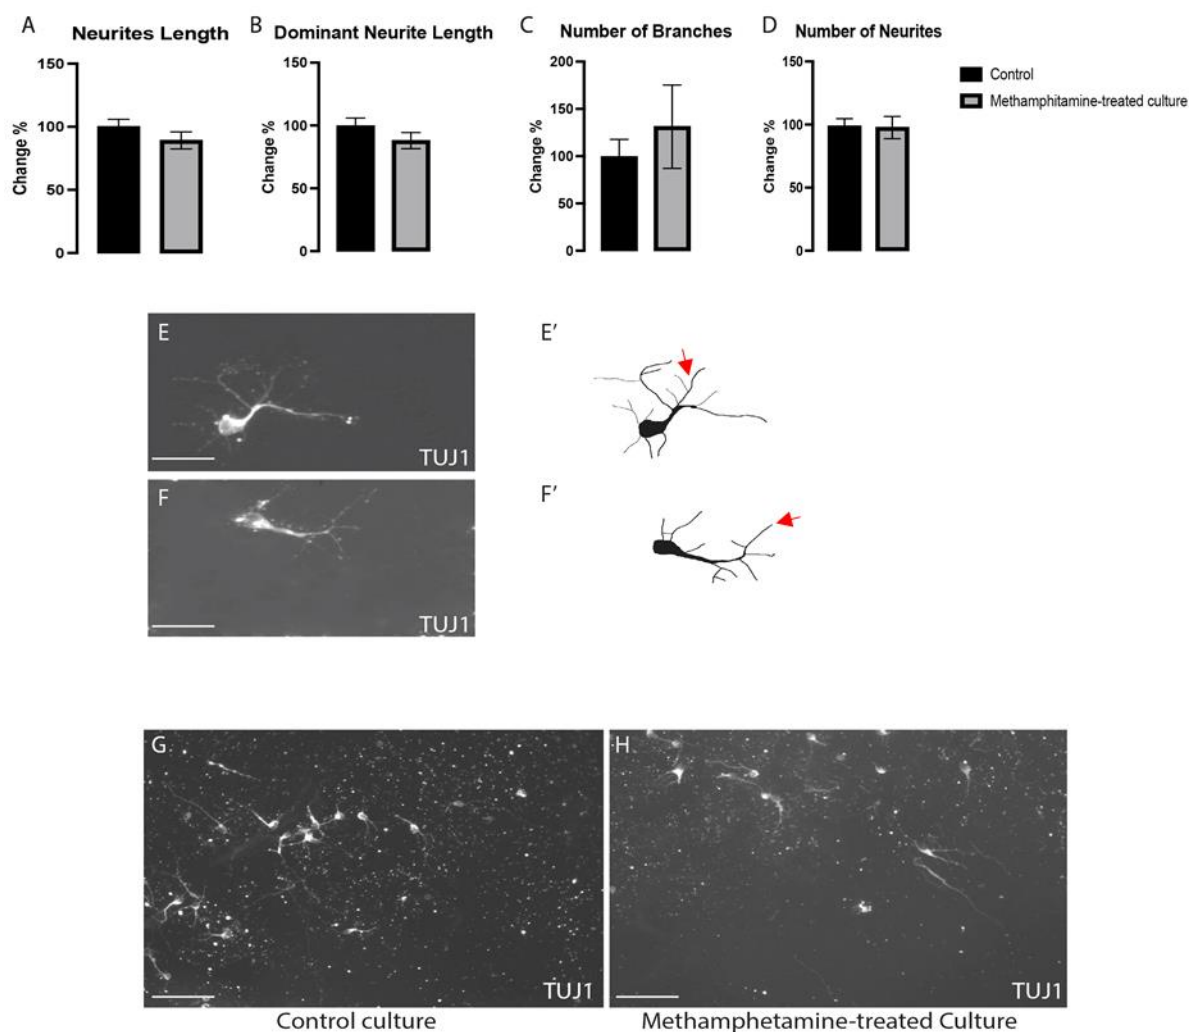 A Neurites Length
B Dominant Neurite Length
C Number of Branches
D Number of Neurites
Change %
150
100
50
0
Change %
150
100
50
0
Change %
200
150
100
50
0
Change %
150
100
50
0
Control
Methamphitamine-treated culture
E
TUJ1
E'
F
TUJ1
F'
G
TUJ1
H
TUJ1
Control culture
Methamphetamine-treated Culture